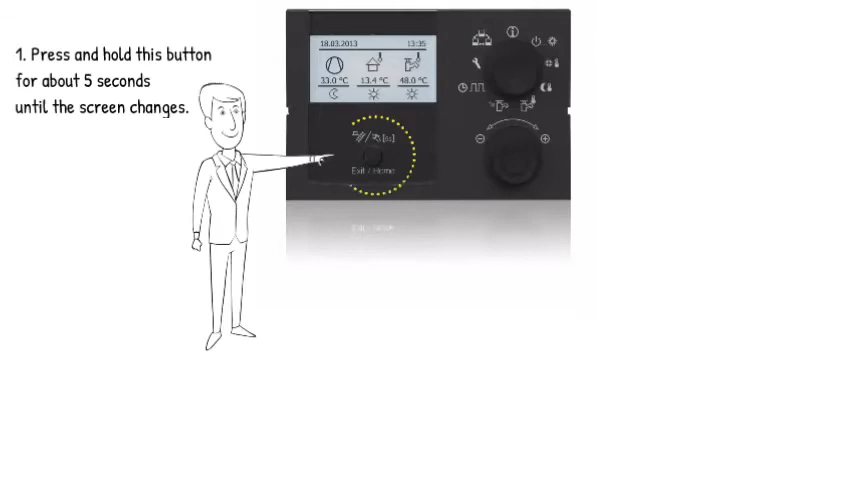 1. Press and hold this button
for about 5 seconds
until the screen changes.
18.03.2013 13:35
33.0 °C 13.4 °C 48.0 °C
Exit / Home